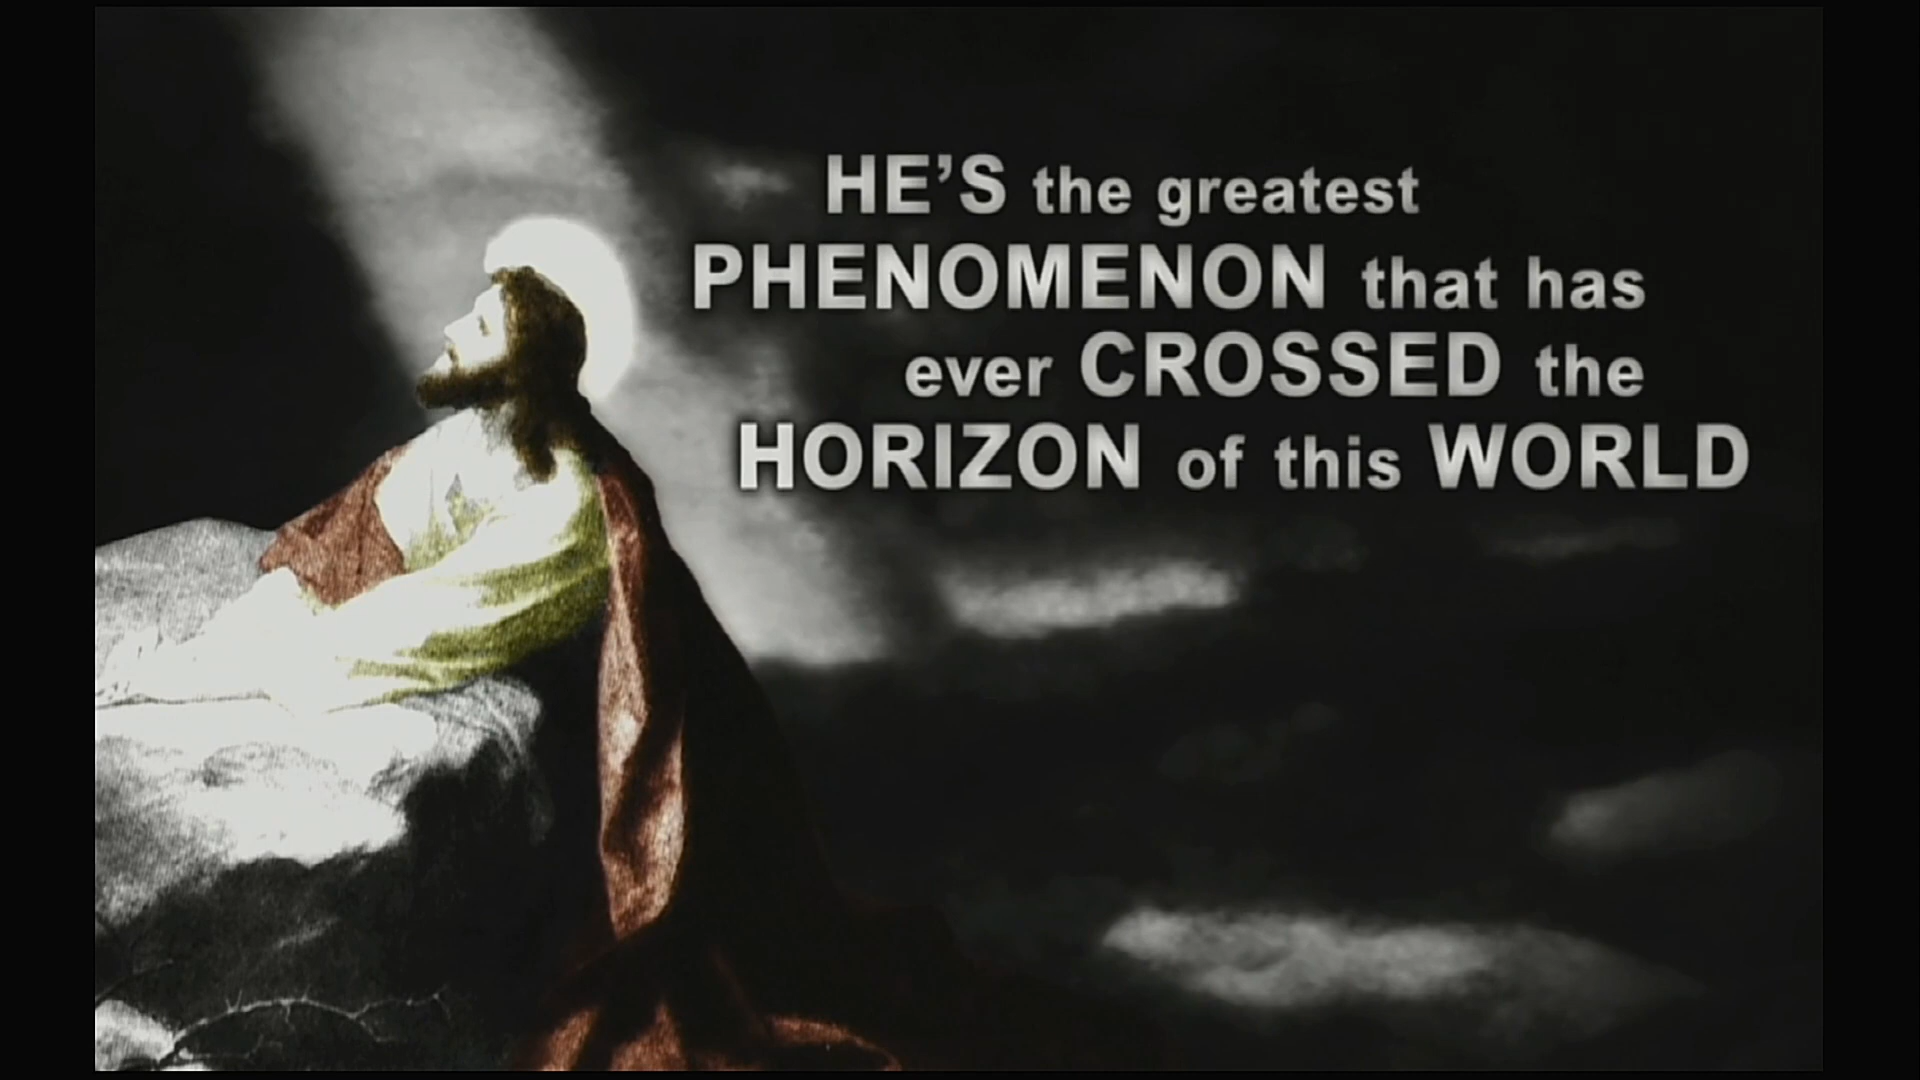 HE'S the greatest
PHENOMENON that has
ever CROSSED the
HORIZON of this WORLD